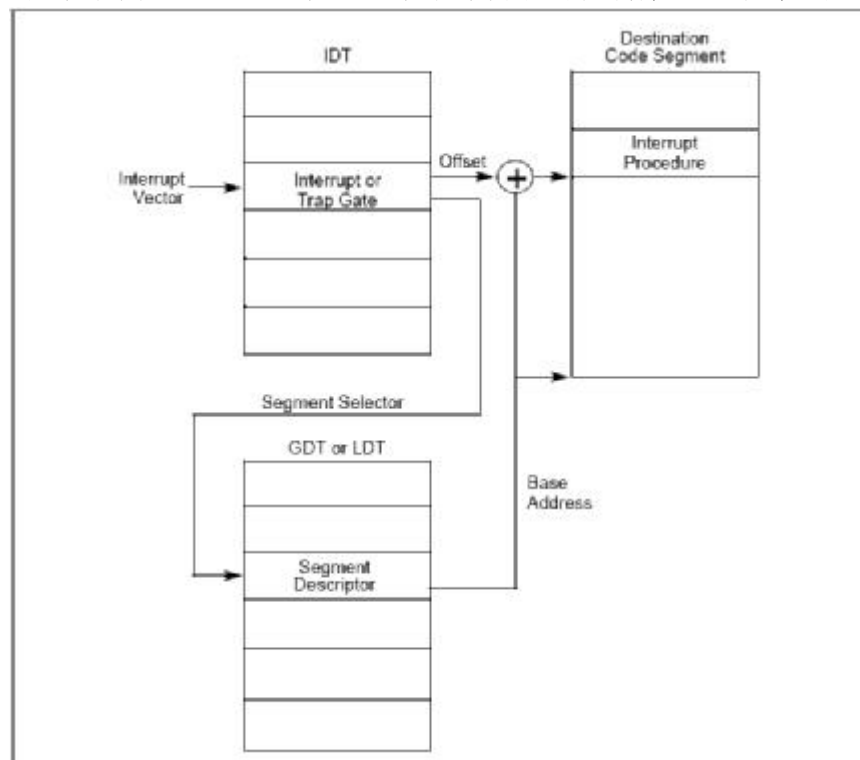 IDT
Destination
Code Segment
Interrupt
Vector
Interrupt or
Trap Gate
Offset
+
Interrupt
Procedure
Segment Selector
GDT or LDT
Base
Address
Segment
Descriptor